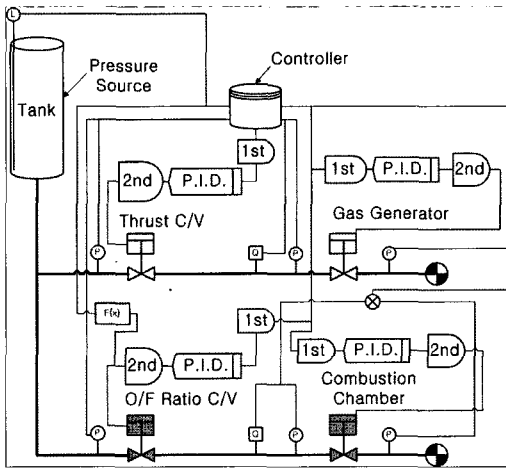 L
Pressure
Source
Controller
Tank
1st
2nd
P.I.D.
1st
P.I.D.
2nd
Thrust C/V
Gas Generator
P
Q
P
P
F(x)
1st
2nd
P.I.D.
1st
P.I.D.
2nd
O/F Ratio C/V
Combustion
Chamber
P
Q
P
P